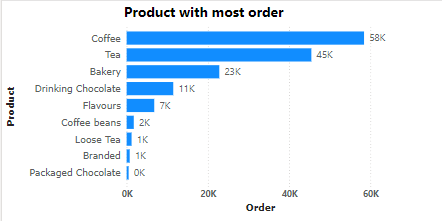 Product with most order
Coffee 58K
Tea 45K
Bakery 23K
Drinking Chocolate 11K
Flavours 7K
Coffee beans 2K
Loose Tea 1K
Branded 1K
Packaged Chocolate 0K
Product
0K 20K 40K 60K
Order